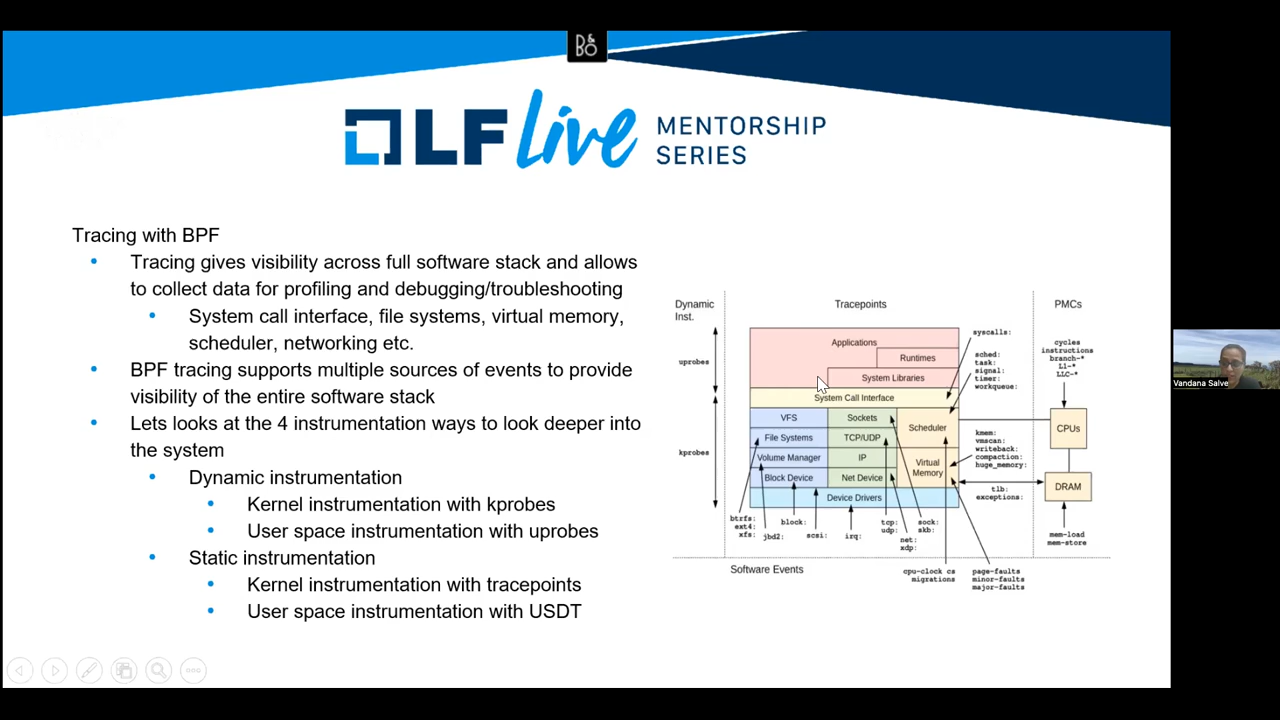 B&O
LF Live MENTORSHIP
SERIES
Tracing with BPF
Tracing gives visibility across full software stack and allows
to collect data for profiling and debugging/troubleshooting
System call interface, file systems, virtual memory,
scheduler, networking etc.
BPF tracing supports multiple sources of events to provide
visibility of the entire software stack
Lets looks at the 4 instrumentation ways to look deeper into
the system
Dynamic instrumentation
Kernel instrumentation with kprobes
User space instrumentation with uprobes
Static instrumentation
Kernel instrumentation with tracepoints
User space instrumentation with USDT
Dynamic
Inst.
Tracepoints
PMCs
uprobes
kprobes
Applications
Runtimes
System Libraries
System Call Interface
VFS
Sockets
Scheduler
File Systems
TCP/UDP
Volume Manager
IP
Virtual
Memory
Block Device
Net Device
Device Drivers
syscalls:
sched:
task:
signal:
timer:
workqueue:
cycles
instructions
branch-*
L1-*
LLC-*
CPUs
kmem:
vmscan:
writeback:
compaction:
huge_memory:
tlb:
exceptions:
DRAM
mem-load
mem-store
btrfs:
ext4:
xfs:
jbd2:
block:
scsi:
irq:
tcp:
udp:
sock:
skb:
net:
xdp:
Software Events
cpu-clock cs
migrations
page-faults
minor-faults
major-faults
Vandana Salve